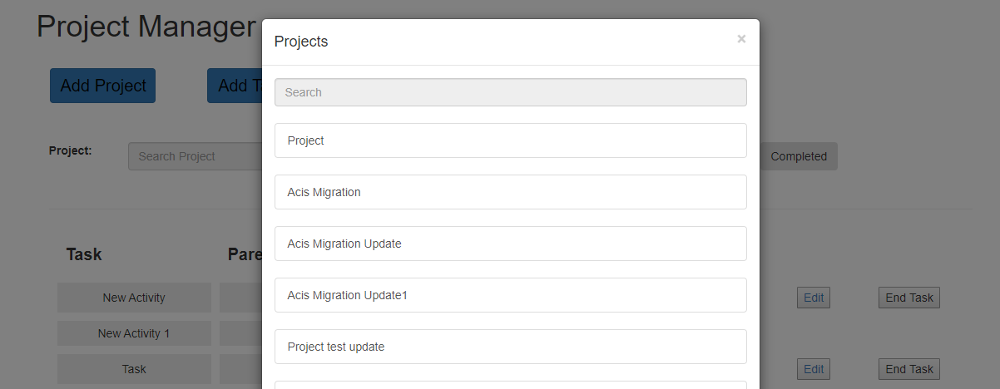 Project Manager
Projects
×
Add Project
Add T
Search
Project
Project:
Search Project
Completed
Acis Migration
Acis Migration Update
Task
Pare
Acis Migration Update1
New Activity
Edit
End Task
New Activity 1
Project test update
Task
Edit
End Task